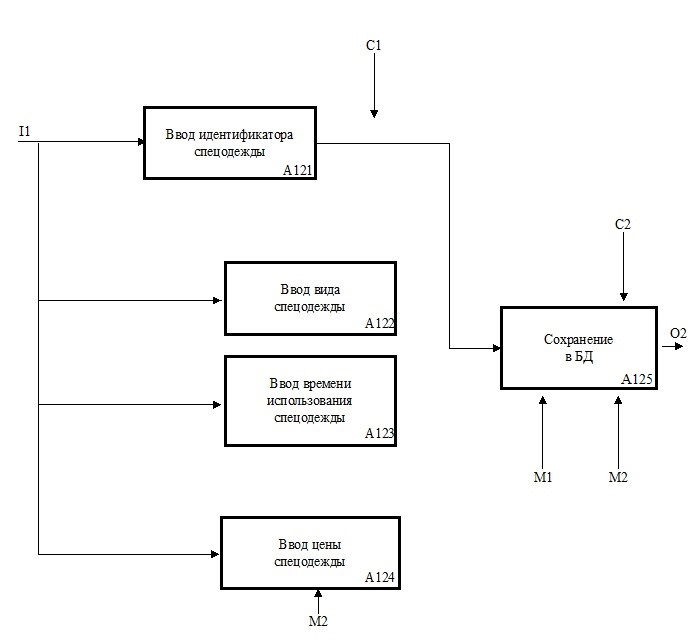 C1
I1
Ввод идентификатора
спецодежды
A121
C2
Ввод вида
спецодежды
A122
O2
Сохранение
в БД
A125
Ввод времени
использования
спецодежды
A123
M1
M2
Ввод цены
спецодежды
A124
M2